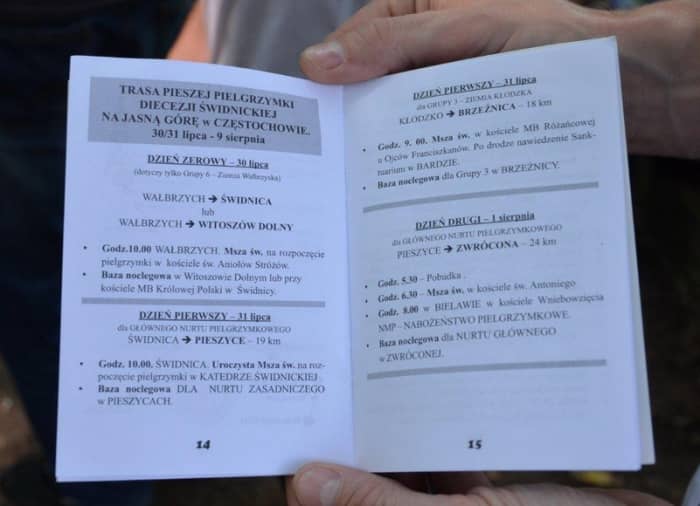 TRASA PIESZEJ PIELGRZYMKI
DIECEZJI ŚWIDNICKIEJ
NA JASNĄ GÓRĘ w CZĘSTOCHOWIE.
30/31 lipca - 9 sierpnia
DZIEŃ ZEROWY – 30 lipca
(dotyczy tylko Grupy 6 – Ziemia Wałbrzyska)
WAŁBRZYCH ➔ ŚWIDNICA
lub
WAŁBRZYCH ➔ WITOSZÓW DOLNY
• Godz.10.00 WAŁBRZYCH. Msza św. na rozpoczęcie
pielgrzymki w kościele św. Aniołów Stróżów.
• Baza noclegowa w Witoszowie Dolnym lub przy
kościele MB Królowej Polski w Świdnicy.
DZIEŃ PIERWSZY – 31 lipca
dla GŁÓWNEGO NURTU PIELGRZYMKOWEGO
ŚWIDNICA ➔ PIESZYCE – 19 km
• Godz. 10.00. ŚWIDNICA. Uroczysta Msza św. na roz-
poczęcie pielgrzymki w KATEDRZE ŚWIDNICKIEJ.
• Baza noclegowa DLA NURTU ZASADNICZEGO
w PIESZYCACH.
14
DZIEŃ PIERWSZY – 31 lipca
dla GRUPY 3 – ZIEMIA KŁODZKA
KŁODZKO ➔ BRZEŹNICA – 18 km
• Godz. 9. 00. Msza św. w kościele MB Różańcowej
u Ojców Franciszkanów. Po drodze nawiedzenie Sank-
tuarium w BARDZIE.
• Baza noclegowa dla Grupy 3 w BRZEŹNICY.
DZIEŃ DRUGI – 1 sierpnia
dla GŁÓWNEGO NURTU PIELGRZYMKOWEGO
PIESZYCE ➔ ZWRÓCONA – 24 km
• Godz. 5.30 – Pobudka .
• Godz. 6.30 – Msza św. w kościele św. Antoniego
• Godz. 8.00 w BIELAWIE w kościele Wniebowzięcia
NMP – NABOŻEŃSTWO PIELGRZYMKOWE.
• Baza noclegowa dla NURTU GŁÓWNEGO
w ZWRÓCONEJ.
15